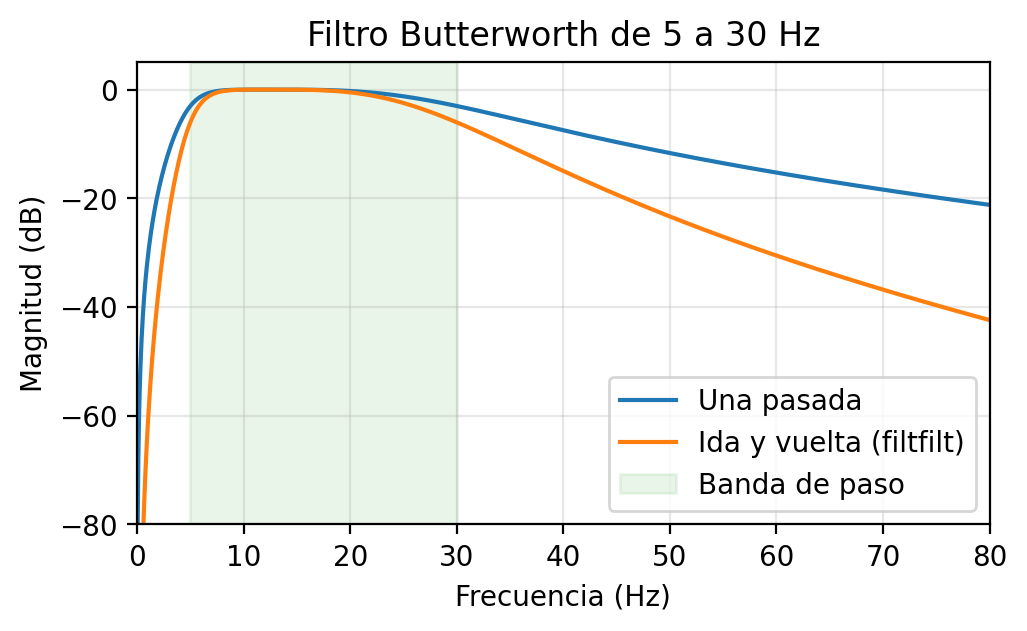 Filtro Butterworth de 5 a 30 Hz
Magnitud (dB)
0
−20
−40
−60
−80
0 10 20 30 40 50 60 70 80
Frecuencia (Hz)
Una pasada
Ida y vuelta (filtfilt)
Banda de paso